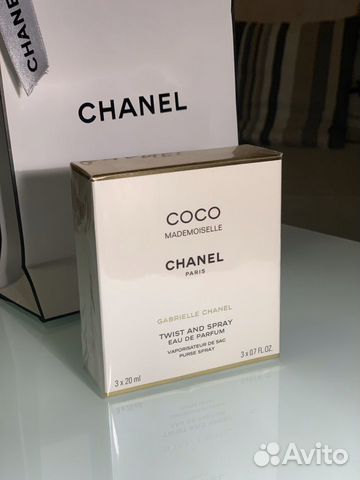 CHANEL
CHANEL
COCO
MADEMOISELLE
CHANEL
PARIS
GABRIELLE CHANEL
TWIST AND SPRAY
EAU DE PARFUM
VAPORISATEUR DE SAC
PURSE SPRAY
3 x 20 ml
3 x 0.7 FL. OZ.
Avito